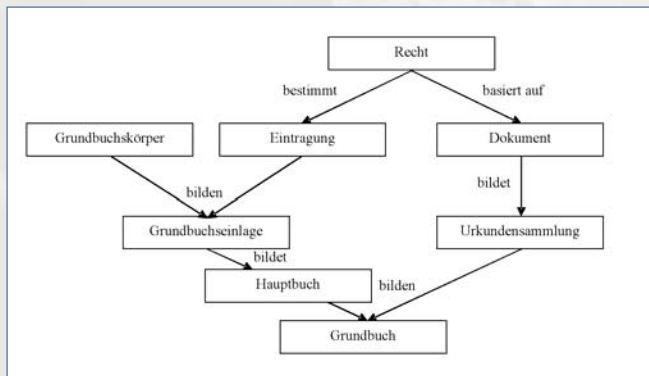 Recht
bestimmt
basiert auf
Grundbuchskörper
Eintragung
Dokument
bilden
bildet
Grundbuchseinlage
Urkundensammlung
bildet
Hauptbuch
bilden
Grundbuch